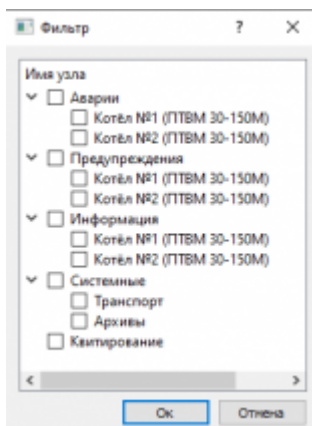 Фильтр ?
Имя узла
Аварии
Котёл №1 (ПТВМ 30-150М)
Котёл №2 (ПТВМ 30-150М)
Предупреждения
Котёл №1 (ПТВМ 30-150М)
Котёл №2 (ПТВМ 30-150М)
Информация
Котёл №1 (ПТВМ 30-150М)
Котёл №2 (ПТВМ 30-150М)
Системные
Транспорт
Архивы
Квитирование
Ок Отмена